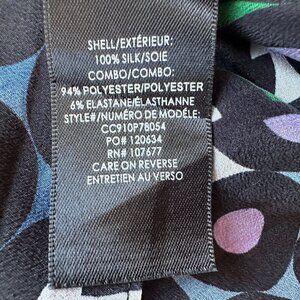 SHELL/EXTÉRIEUR:
100% SILK/SOIE
COMBO/COMBO:
94% POLYESTER/POLYESTER
6% ELASTANE/ÉLASTHANNE
STYLE#/NUMÉRO DE MODÈLE:
CC910P78054
PO# 120634
RN# 107677
CARE ON REVERSE
ENTRETIEN AU VERSO